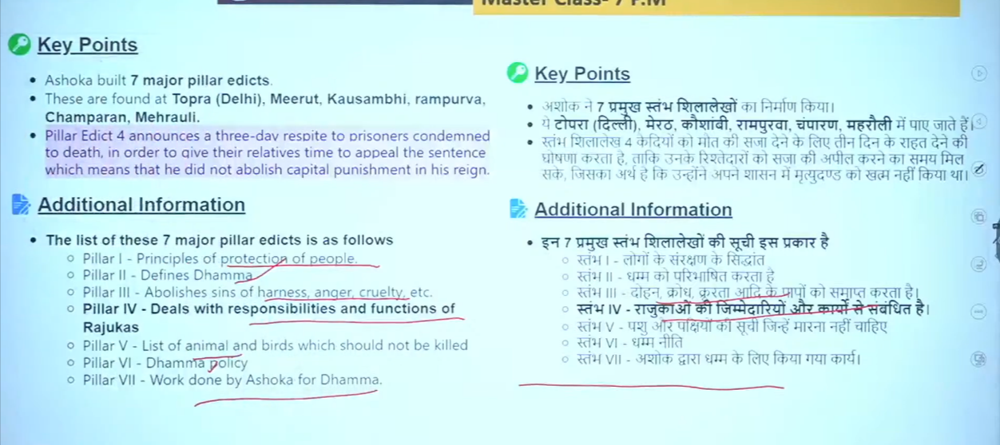 Master Class- 7 P.M
Key Points
Ashoka built 7 major pillar edicts.
These are found at Topra (Delhi), Meerut, Kausambhi, rampurva,
Champaran, Mehrauli.
Pillar Edict 4 announces a three-day respite to prisoners condemned
to death, in order to give their relatives time to appeal the sentence
which means that he did not abolish capital punishment in his reign.
Additional Information
The list of these 7 major pillar edicts is as follows
Pillar I - Principles of protection of people.
Pillar II - Defines Dhamma
Pillar III - Abolishes sins of harness, anger, cruelty, etc.
Pillar IV - Deals with responsibilities and functions of
Rajukas
Pillar V - List of animal and birds which should not be killed
Pillar VI - Dhamma policy
Pillar VII - Work done by Ashoka for Dhamma.
Key Points
अशोक ने 7 प्रमुख स्तंभ शिलालेखों का निर्माण किया।
ये टोपरा (दिल्ली), मेरठ, कौशांबी, रामपुरवा, चंपारण, महरौली में पाए जाते हैं।
स्तंभ शिलालेख 4 कैदियों को मौत की सजा देने के लिए तीन दिन के राहत देने की
घोषणा करता है, ताकि उनके रिश्तेदारों को सजा की अपील करने का समय मिल
सके, जिसका अर्थ है कि उन्होंने अपने शासन में मृत्युदण्ड को खत्म नहीं किया था।
Additional Information
इन 7 प्रमुख स्तंभ शिलालेखों की सूची इस प्रकार है
स्तंभ I - लोगों के संरक्षण के सिद्धांत
स्तंभ II - धम्म को परिभाषित करता है
स्तंभ III - दोहन, क्रोध, क्रूरता आदि के पापों को समाप्त करता है।
स्तंभ IV - राजुकाओं की जिम्मेदारियों और कार्यों से संबंधित है।
स्तंभ V - पशु और पक्षियों की सूची जिन्हें मारना नहीं चाहिए
स्तंभ VI - धम्म नीति
स्तंभ VII - अशोक द्वारा धम्म के लिए किया गया कार्य।